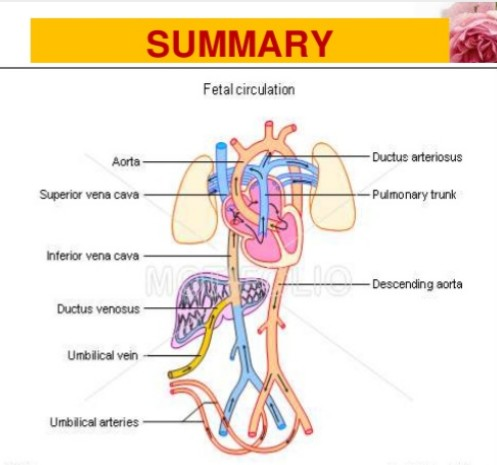 SUMMARY
Fetal circulation
Aorta
Ductus arteriosus
Superior vena cava
Pulmonary trunk
Inferior vena cava
Descending aorta
Ductus venosus
Umbilical vein
Umbilical arteries